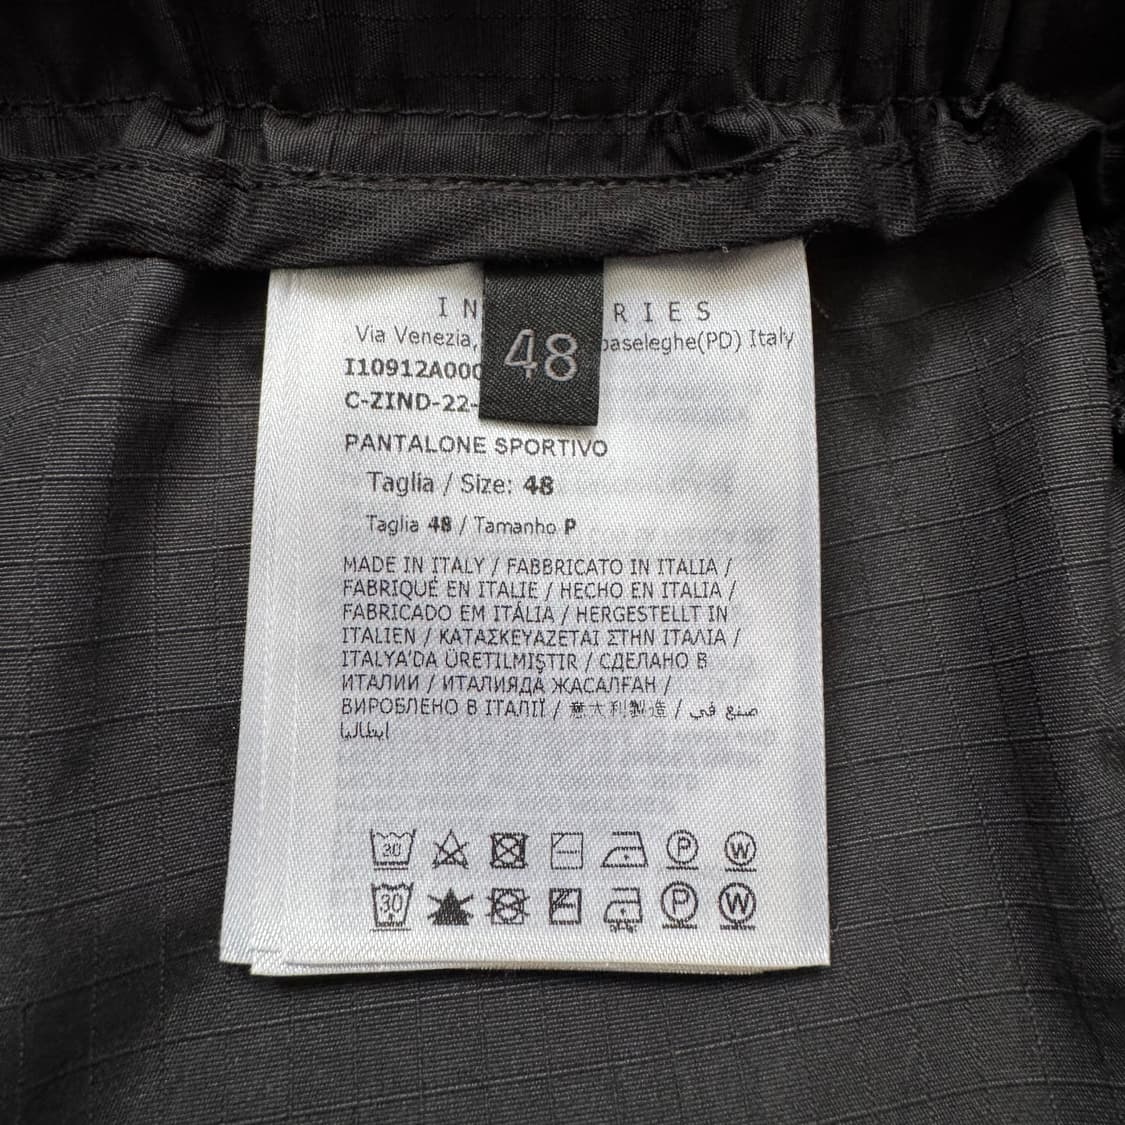 IN RIES
Via Venezia, baseleghe(PD) Italy
48
I10912A000
C-ZIND-22-
PANTALONE SPORTIVO
Taglia / Size: 48
Taglia 48 / Tamanho P
MADE IN ITALY / FABBRICATO IN ITALIA /
FABRIQUÉ EN ITALIE / HECHO EN ITALIA /
FABRICADO EM ITÁLIA / HERGESTELLT IN
ITALIEN / ΚΑΤΑΣΚΕΥΑΖΕΤΑΙ ΣΤΗΝ ΙΤΑΛΙΑ /
ITALYA'DA ÜRETILMIŞTIR / СДЕЛАНО В
ИТАЛИИ / ИТАЛИЯДА ЖАСАЛҒАН /
ВИРОБЛЕНО В ІТАЛІЇ / 意大利製造 / صنع في
ايطاليا
30 P W
30 P W